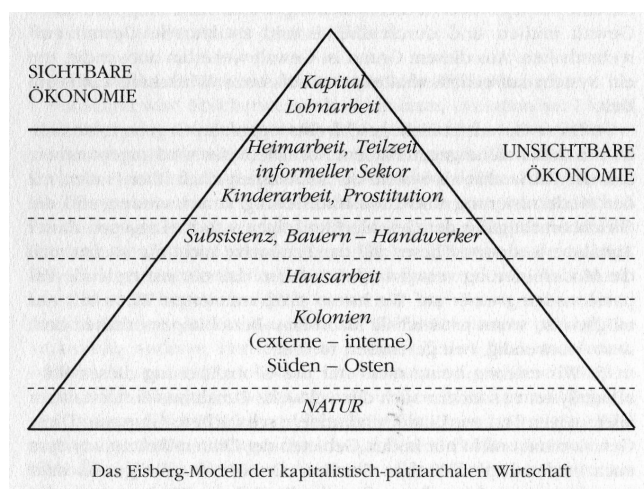 SICHTBARE
ÖKONOMIE
Kapital
Lohnarbeit
Heimarbeit, Teilzeit
informeller Sektor
Kinderarbeit, Prostitution
UNSICHTBARE
ÖKONOMIE
Subsistenz, Bauern – Handwerker
Hausarbeit
Kolonien
(externe – interne)
Süden – Osten
NATUR
Das Eisberg-Modell der kapitalistisch-patriarchalen Wirtschaft